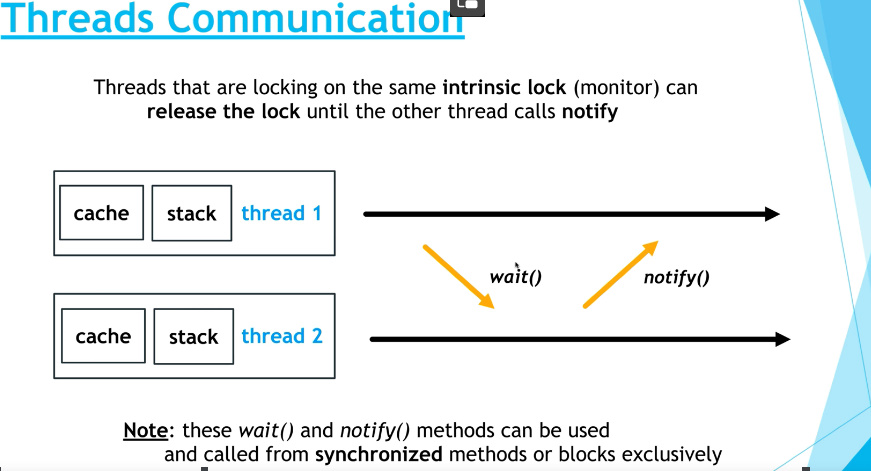 Threads Communication
Threads that are locking on the same intrinsic lock (monitor) can
release the lock until the other thread calls notify
cache stack thread 1
wait() notify()
cache stack thread 2
Note: these wait() and notify() methods can be used
and called from synchronized methods or blocks exclusively